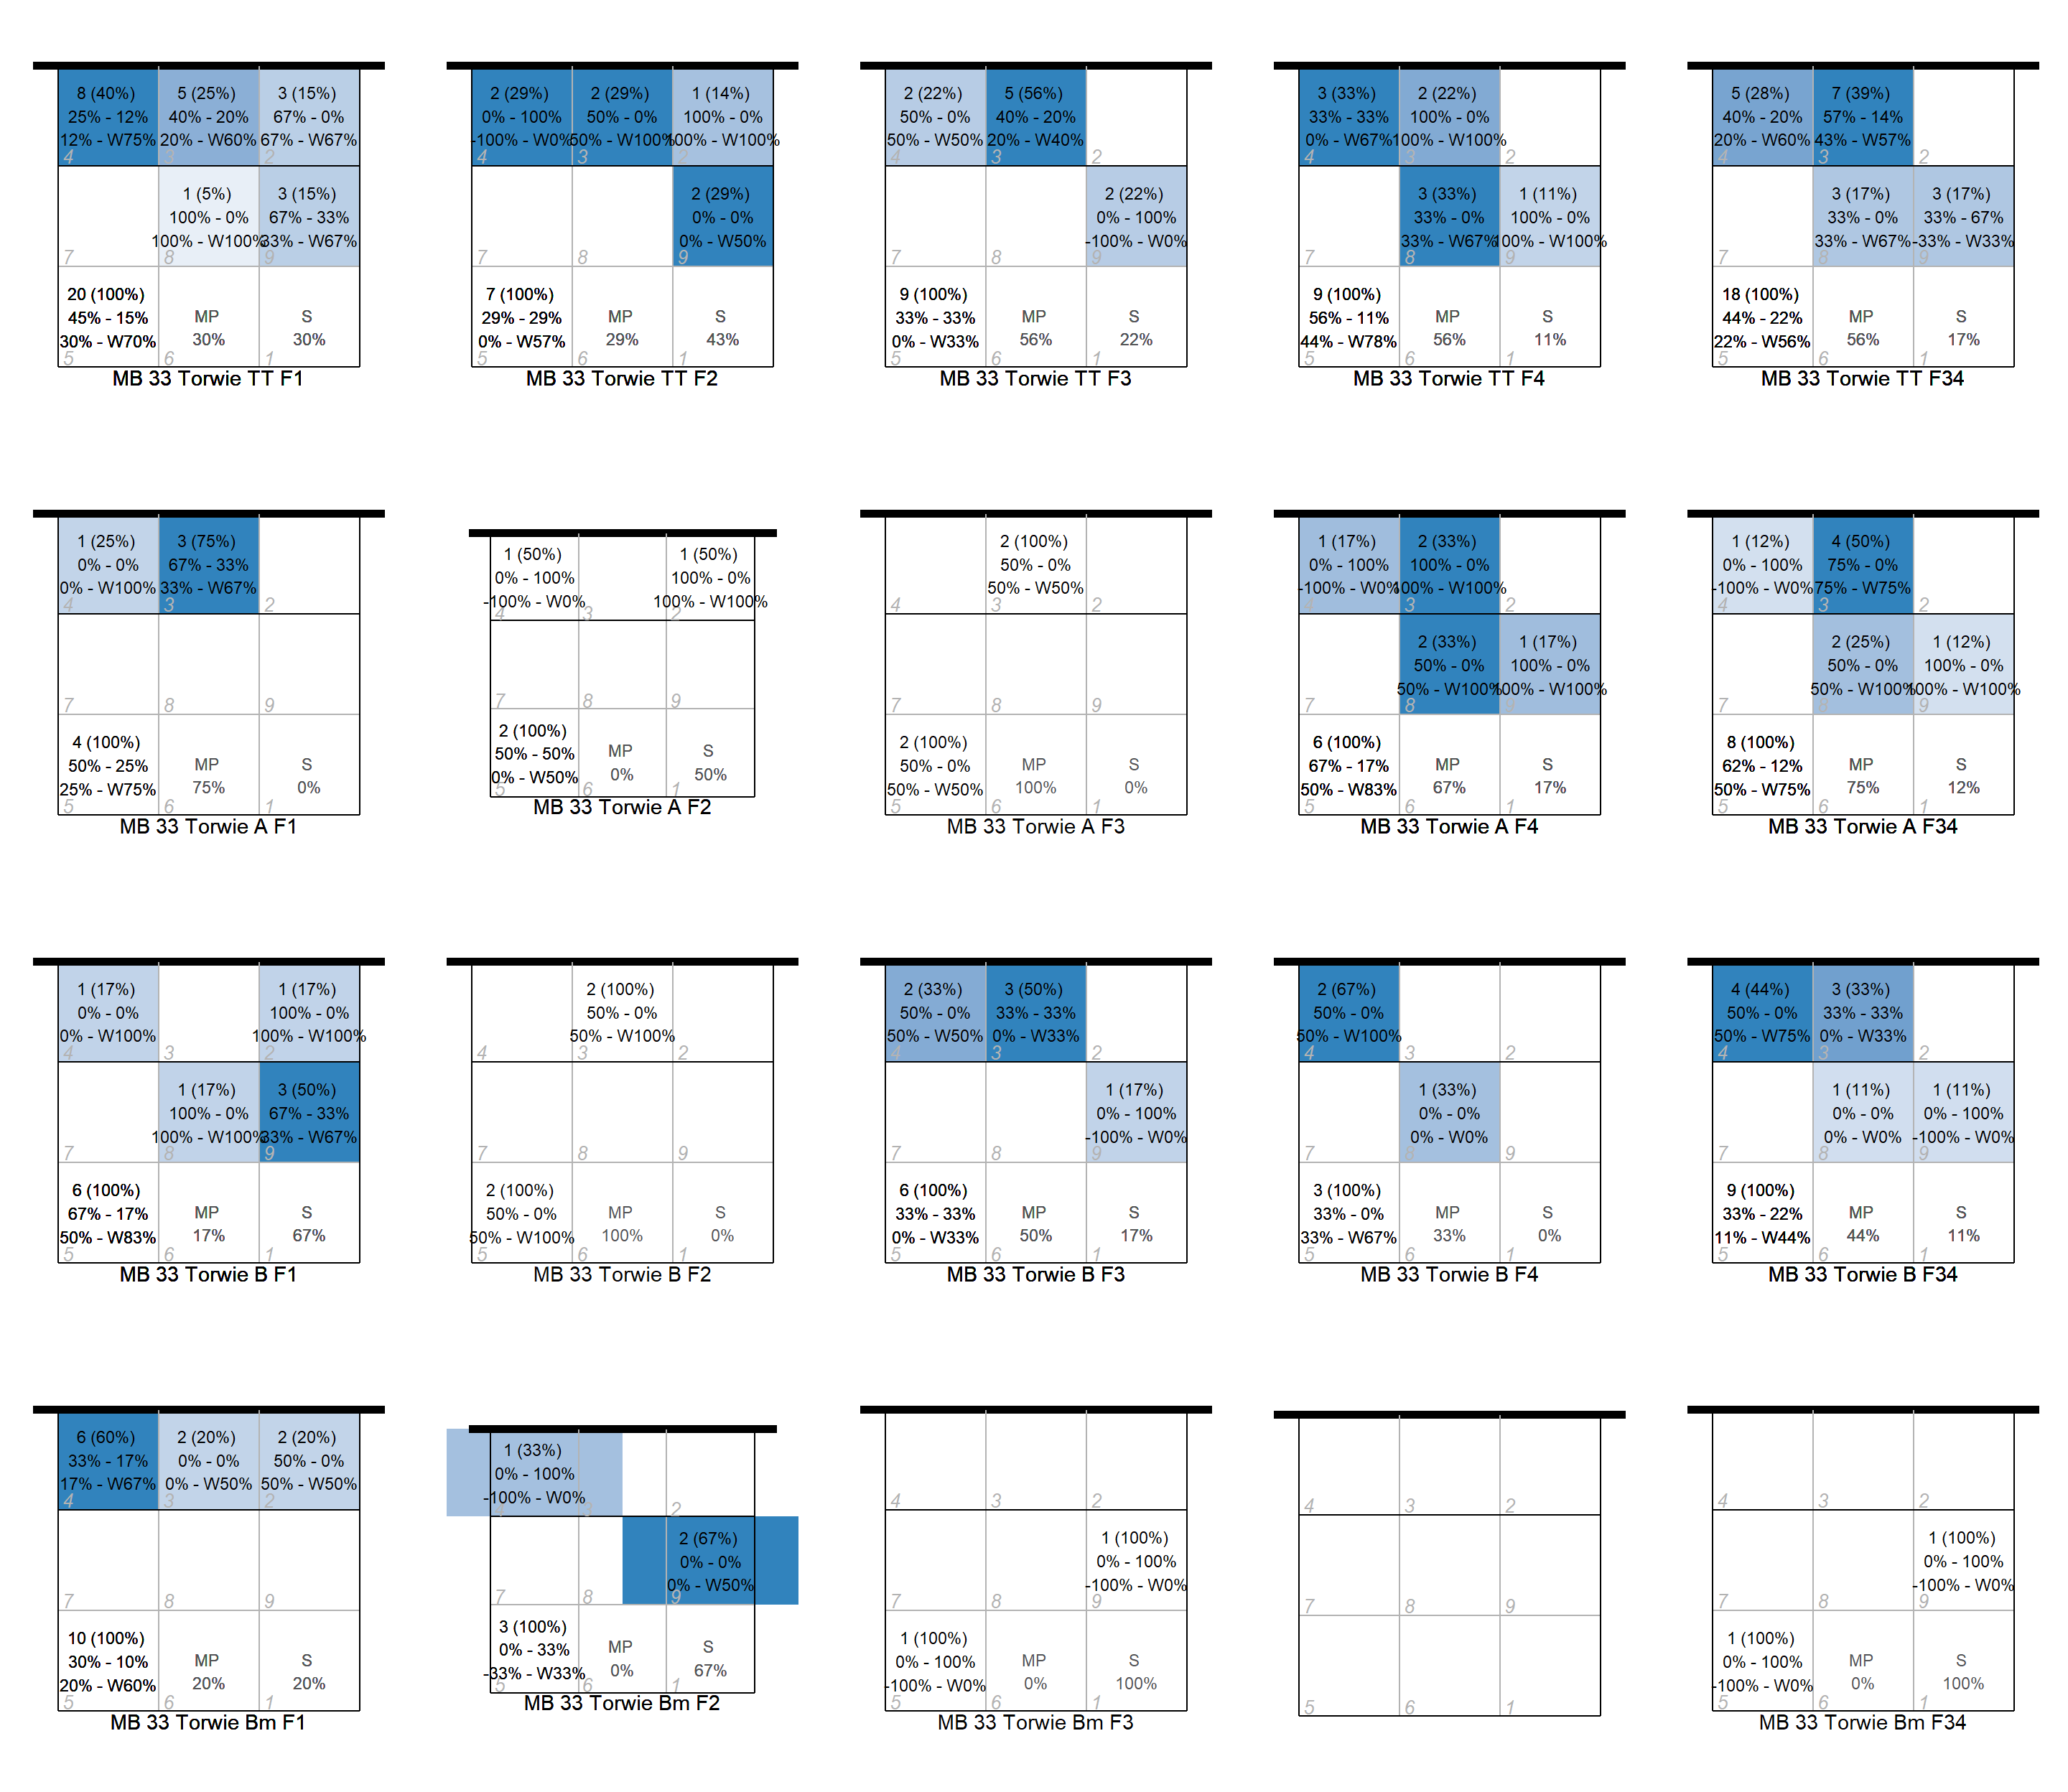 8 (40%)
25% - 12%
12% - W75%
4
5 (25%)
40% - 20%
20% - W60%
3
3 (15%)
67% - 0%
67% - W67%
2
7
1 (5%)
100% - 0%
100% - W100%
8
3 (15%)
67% - 33%
33% - W67%
9
20 (100%)
45% - 15%
30% - W70%
5
MP
30%
6
S
30%
1
MB 33 Torwie TT F1
2 (29%)
0% - 100%
-100% - W0%
4
2 (29%)
50% - 0%
50% - W100%
3
1 (14%)
100% - 0%
100% - W100%
2
7
8
2 (29%)
0% - 0%
0% - W50%
9
7 (100%)
29% - 29%
0% - W57%
5
MP
29%
6
S
43%
1
MB 33 Torwie TT F2
2 (22%)
50% - 0%
50% - W50%
4
5 (56%)
40% - 20%
20% - W40%
3
2
7
8
2 (22%)
0% - 100%
-100% - W0%
9
9 (100%)
33% - 33%
0% - W33%
5
MP
56%
6
S
22%
1
MB 33 Torwie TT F3
3 (33%)
33% - 33%
0% - W67%
4
2 (22%)
100% - 0%
100% - W100%
3
2
7
3 (33%)
33% - 0%
33% - W67%
8
1 (11%)
100% - 0%
100% - W100%
9
9 (100%)
56% - 11%
44% - W78%
5
MP
56%
6
S
11%
1
MB 33 Torwie TT F4
5 (28%)
40% - 20%
20% - W60%
4
7 (39%)
57% - 14%
43% - W57%
3
2
7
3 (17%)
33% - 0%
33% - W67%
8
3 (17%)
33% - 67%
-33% - W33%
9
18 (100%)
44% - 22%
22% - W56%
5
MP
56%
6
S
17%
1
MB 33 Torwie TT F34
1 (25%)
0% - 0%
0% - W100%
4
3 (75%)
67% - 33%
33% - W67%
3
2
7
8
9
4 (100%)
50% - 25%
25% - W75%
5
MP
75%
6
S
0%
1
MB 33 Torwie A F1
1 (50%)
0% - 100%
-100% - W0%
4
3
1 (50%)
100% - 0%
100% - W100%
2
7
8
9
2 (100%)
50% - 50%
0% - W50%
5
MP
0%
6
S
50%
1
MB 33 Torwie A F2
4
2 (100%)
50% - 0%
50% - W50%
3
2
7
8
9
2 (100%)
50% - 0%
50% - W50%
5
MP
100%
6
S
0%
1
MB 33 Torwie A F3
1 (17%)
0% - 100%
-100% - W0%
4
2 (33%)
100% - 0%
100% - W100%
3
2
7
2 (33%)
50% - 0%
50% - W100%
8
1 (17%)
100% - 0%
100% - W100%
9
6 (100%)
67% - 17%
50% - W83%
5
MP
67%
6
S
17%
1
MB 33 Torwie A F4
1 (12%)
0% - 100%
-100% - W0%
4
4 (50%)
75% - 0%
75% - W75%
3
2
7
2 (25%)
50% - 0%
50% - W100%
8
1 (12%)
100% - 0%
100% - W100%
9
8 (100%)
62% - 12%
50% - W75%
5
MP
75%
6
S
12%
1
MB 33 Torwie A F34
1 (17%)
0% - 0%
0% - W100%
4
3
1 (17%)
100% - 0%
100% - W100%
2
7
1 (17%)
100% - 0%
100% - W100%
8
3 (50%)
67% - 33%
33% - W67%
9
6 (100%)
67% - 17%
50% - W83%
5
MP
17%
6
S
67%
1
MB 33 Torwie B F1
4
2 (100%)
50% - 0%
50% - W100%
3
2
7
8
9
2 (100%)
50% - 0%
50% - W100%
5
MP
100%
6
S
0%
1
MB 33 Torwie B F2
2 (33%)
50% - 0%
50% - W50%
4
3 (50%)
33% - 33%
0% - W33%
3
2
7
8
1 (17%)
0% - 100%
-100% - W0%
9
6 (100%)
33% - 33%
0% - W33%
5
MP
50%
6
S
17%
1
MB 33 Torwie B F3
2 (67%)
50% - 0%
50% - W100%
4
3
2
7
1 (33%)
0% - 0%
0% - W0%
8
9
3 (100%)
33% - 0%
33% - W67%
5
MP
33%
6
S
0%
1
MB 33 Torwie B F4
4 (44%)
50% - 0%
50% - W75%
4
3 (33%)
33% - 33%
0% - W33%
3
2
7
1 (11%)
0% - 0%
0% - W0%
8
1 (11%)
0% - 100%
-100% - W0%
9
9 (100%)
33% - 22%
11% - W44%
5
MP
44%
6
S
11%
1
MB 33 Torwie B F34
6 (60%)
33% - 17%
17% - W67%
4
2 (20%)
0% - 0%
0% - W50%
3
2 (20%)
50% - 0%
50% - W50%
2
7
8
9
10 (100%)
30% - 10%
20% - W60%
5
MP
20%
6
S
20%
1
MB 33 Torwie Bm F1
1 (33%)
0% - 100%
-100% - W0%
4
3
2
7
8
2 (67%)
0% - 0%
0% - W50%
9
3 (100%)
0% - 33%
-33% - W33%
5
MP
0%
6
S
67%
1
MB 33 Torwie Bm F2
4
3
2
7
8
1 (100%)
0% - 100%
-100% - W0%
9
1 (100%)
0% - 100%
-100% - W0%
5
MP
0%
6
S
100%
1
MB 33 Torwie Bm F3
4
3
2
7
8
9
5
6
1
4
3
2
7
8
1 (100%)
0% - 100%
-100% - W0%
9
1 (100%)
0% - 100%
-100% - W0%
5
MP
0%
6
S
100%
1
MB 33 Torwie Bm F34